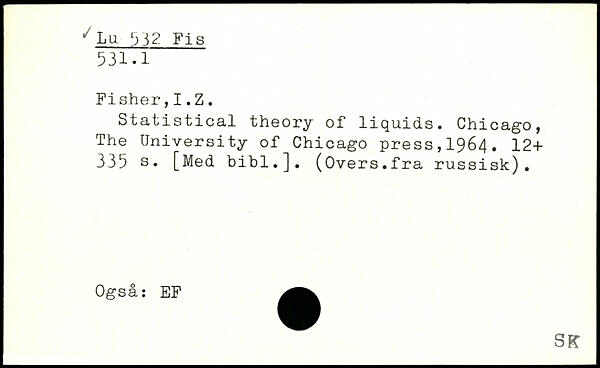 ✓ Lu 532 Fis
531.1
Fisher,I.Z.
Statistical theory of liquids. Chicago,
The University of Chicago press,1964. 12+
335 s. [Med bibl.]. (Overs.fra russisk).
Også: EF
SK